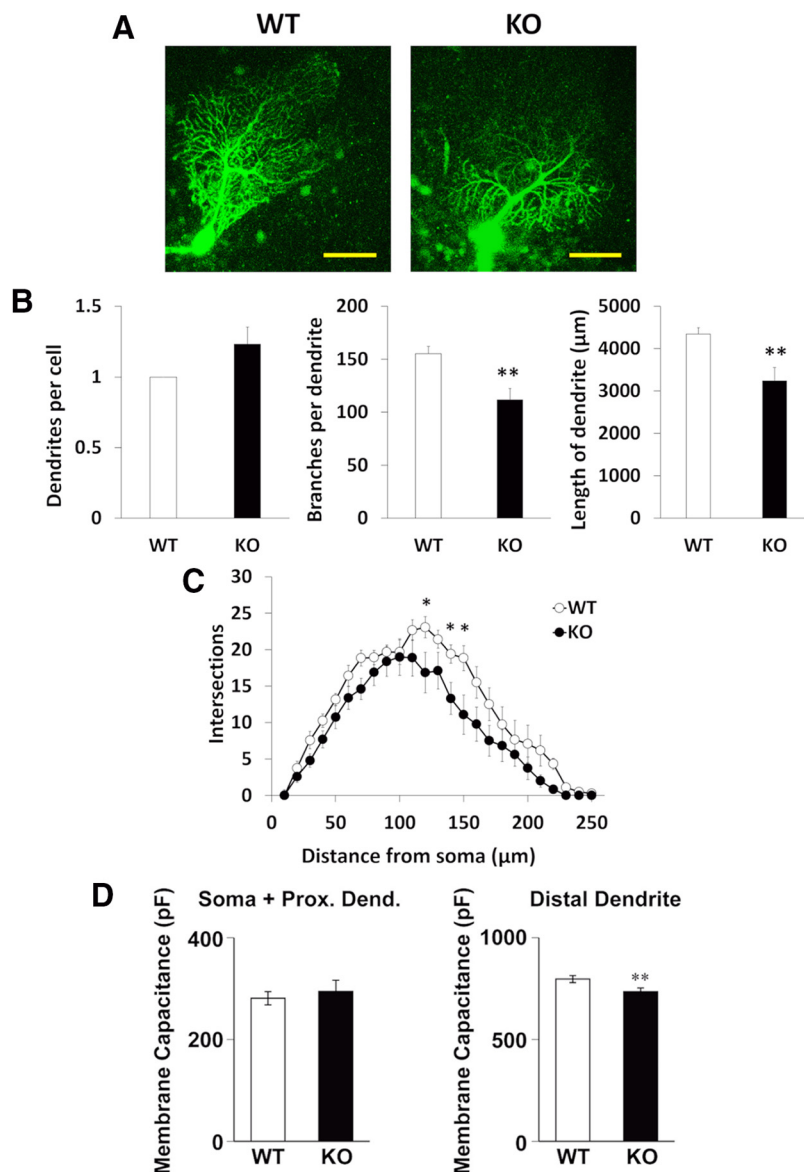 A
WT
KO
B
Dendrites per cell
1.5
1
0.5
0
WT
KO
Branches per dendrite
200
150
100
50
0
**
WT
KO
Length of dendrite (µm)
5000
4000
3000
2000
1000
0
**
WT
KO
C
Intersections
30
25
20
15
10
5
0
*
* *
WT
KO
0
50
100
150
200
250
Distance from soma (µm)
D
Soma + Prox. Dend.
Membrane Capacitance (pF)
400
200
0
WT
KO
Distal Dendrite
Membrane Capacitance (pF)
1000
500
0
**
WT
KO